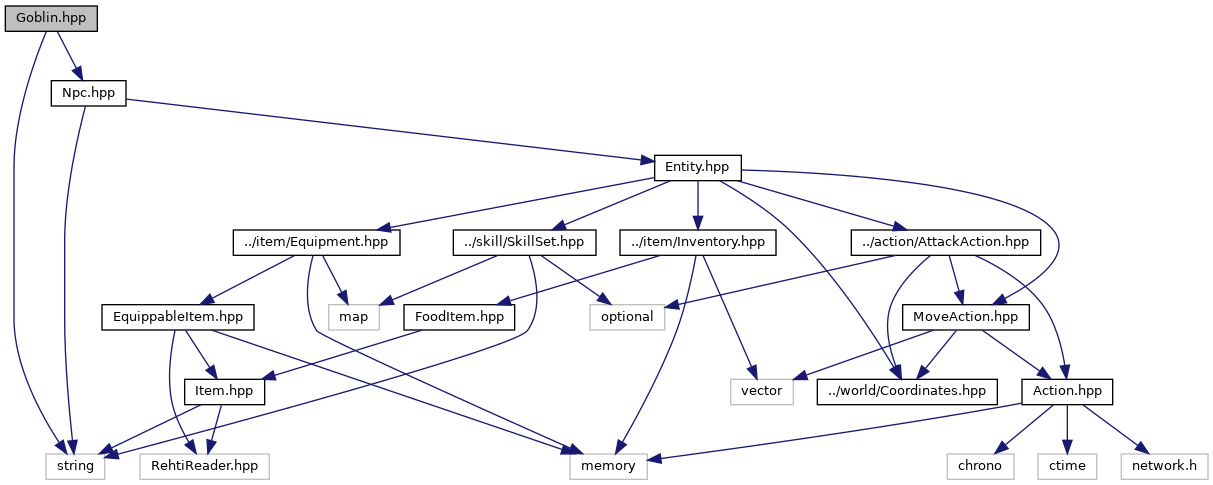 Goblin.hpp
Npc.hpp
Entity.hpp
../item/Equipment.hpp
../skill/SkillSet.hpp
../item/Inventory.hpp
../action/AttackAction.hpp
EquippableItem.hpp
map
FoodItem.hpp
optional
MoveAction.hpp
Item.hpp
vector
../world/Coordinates.hpp
Action.hpp
string
RehtiReader.hpp
memory
chrono
ctime
network.h